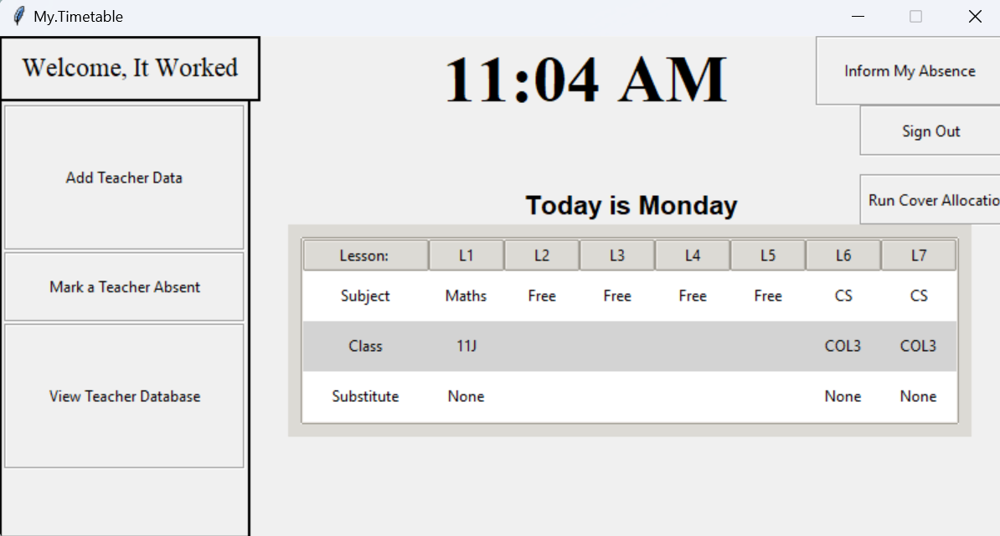 My.Timetable
Welcome, It Worked
11:04 AM
Inform My Absence
Sign Out
Add Teacher Data
Today is Monday
Run Cover Allocatio
Lesson: L1 L2 L3 L4 L5 L6 L7
Mark a Teacher Absent
Subject Maths Free Free Free Free CS CS
Class 11J COL3 COL3
View Teacher Database
Substitute None None None